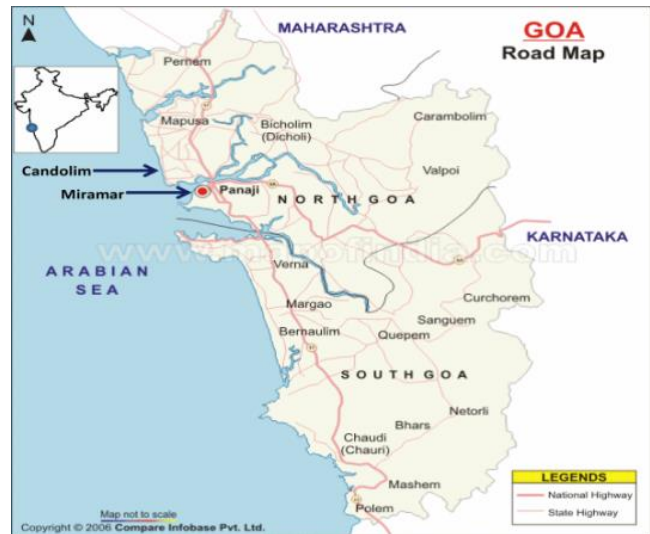 GOA
Road Map
N
MAHARASHTRA
Pernem
Mapusa
Bicholim
(Dicholi)
Carambolim
Valpoi
Candolim
Miramar
Panaji
NORTH GOA
KARNATAKA
ARABIAN
SEA
Verna
Curchorem
Margao
Sanguem
Bernaulim
Quepem
SOUTH GOA
Netorli
Bhars
Chaudi
(Chauri)
Mashem
Polem
LEGENDS
National Highway
State Highway
Map not to scale
Copyright © 2006 Compare Infobase Pvt. Ltd.